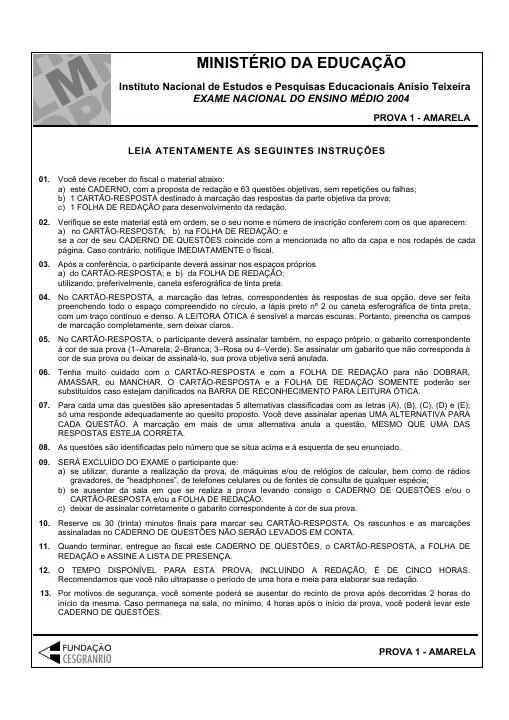 MINISTÉRIO DA EDUCAÇÃO
Instituto Nacional de Estudos e Pesquisas Educacionais Anísio Teixeira
EXAME NACIONAL DO ENSINO MÉDIO 2004
PROVA 1 - AMARELA
LEIA ATENTAMENTE AS SEGUINTES INSTRUÇÕES
01. Você deve receber do fiscal o material abaixo:
a) este CADERNO, com a proposta de redação e 63 questões objetivas, sem repetições ou falhas;
b) 1 CARTÃO-RESPOSTA destinado à marcação das respostas da parte objetiva da prova;
c) 1 FOLHA DE REDAÇÃO para desenvolvimento da redação.
02. Verifique se este material está em ordem, se o seu nome e número de inscrição conferem com os que aparecem:
a) no CARTÃO-RESPOSTA; b) na FOLHA DE REDAÇÃO; e
se a cor de seu CADERNO DE QUESTÕES coincide com a mencionada no alto da capa e nos rodapés de cada
página. Caso contrário, notifique IMEDIATAMENTE o fiscal.
03. Após a conferência, o participante deverá assinar nos espaços próprios
a) do CARTÃO-RESPOSTA; e b) da FOLHA DE REDAÇÃO;
utilizando, preferivelmente, caneta esferográfica de tinta preta.
04. No CARTÃO-RESPOSTA, a marcação das letras, correspondentes às respostas de sua opção, deve ser feita
preenchendo todo o espaço compreendido no círculo, a lápis preto nº 2 ou caneta esferográfica de tinta preta,
com um traço contínuo e denso. A LEITORA ÓTICA é sensível a marcas escuras. Portanto, preencha os campos
de marcação completamente, sem deixar claros.
05. No CARTÃO-RESPOSTA, o participante deverá assinalar também, no espaço próprio, o gabarito correspondente
à cor de sua prova (1–Amarela; 2–Branca; 3–Rosa ou 4–Verde). Se assinalar um gabarito que não corresponda à
cor de sua prova ou deixar de assinalá-lo, sua prova objetiva será anulada.
06. Tenha muito cuidado com o CARTÃO-RESPOSTA e com a FOLHA DE REDAÇÃO para não DOBRAR,
AMASSAR, ou MANCHAR. O CARTÃO-RESPOSTA e a FOLHA DE REDAÇÃO SOMENTE poderão ser
substituídos caso estejam danificados na BARRA DE RECONHECIMENTO PARA LEITURA ÓTICA.
07. Para cada uma das questões são apresentadas 5 alternativas classificadas com as letras (A), (B), (C), (D) e (E);
só uma responde adequadamente ao quesito proposto. Você deve assinalar apenas UMA ALTERNATIVA PARA
CADA QUESTÃO. A marcação em mais de uma alternativa anula a questão, MESMO QUE UMA DAS
RESPOSTAS ESTEJA CORRETA.
08. As questões são identificadas pelo número que se situa acima e à esquerda de seu enunciado.
09. SERÁ EXCLUÍDO DO EXAME o participante que:
a) se utilizar, durante a realização da prova, de máquinas e/ou de relógios de calcular, bem como de rádios
gravadores, de “headphones”, de telefones celulares ou de fontes de consulta de qualquer espécie;
b) se ausentar da sala em que se realiza a prova levando consigo o CADERNO DE QUESTÕES e/ou o
CARTÃO-RESPOSTA e/ou a FOLHA DE REDAÇÃO.
c) deixar de assinalar corretamente o gabarito correspondente à cor de sua prova.
10. Reserve os 30 (trinta) minutos finais para marcar seu CARTÃO-RESPOSTA. Os rascunhos e as marcações
assinaladas no CADERNO DE QUESTÕES NÃO SERÃO LEVADOS EM CONTA.
11. Quando terminar, entregue ao fiscal este CADERNO DE QUESTÕES, o CARTÃO-RESPOSTA, a FOLHA DE
REDAÇÃO e ASSINE A LISTA DE PRESENÇA.
12. O TEMPO DISPONÍVEL PARA ESTA PROVA, INCLUINDO A REDAÇÃO, É DE CINCO HORAS.
Recomendamos que você não ultrapasse o período de uma hora e meia para elaborar sua redação.
13. Por motivos de segurança, você somente poderá se ausentar do recinto de prova após decorridas 2 horas do
início da mesma. Caso permaneça na sala, no mínimo, 4 horas após o início da prova, você poderá levar este
CADERNO DE QUESTÕES.
FUNDAÇÃO
CESGRANRIO
PROVA 1 - AMARELA